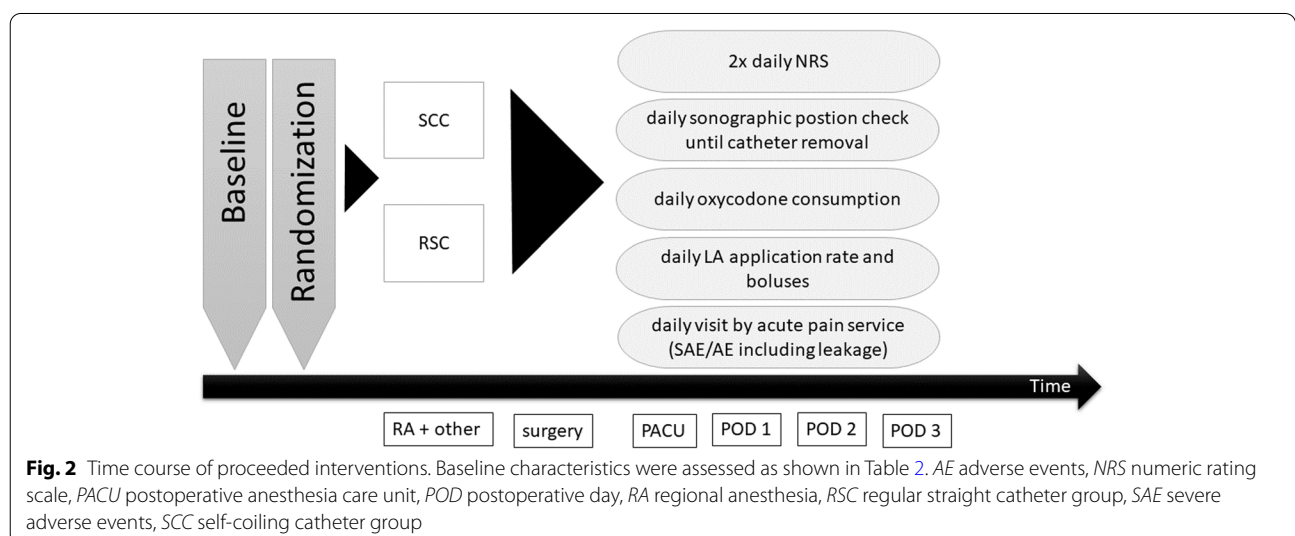 Baseline
Randomization
SCC
RSC
2x daily NRS
daily sonographic postion check
until catheter removal
daily oxycodone consumption
daily LA application rate and
boluses
daily visit by acute pain service
(SAE/AE including leakage)
Time
RA + other
surgery
PACU
POD 1
POD 2
POD 3
Fig. 2 Time course of proceeded interventions. Baseline characteristics were assessed as shown in Table 2. AE adverse events, NRS numeric rating
scale, PACU postoperative anesthesia care unit, POD postoperative day, RA regional anesthesia, RSC regular straight catheter group, SAE severe
adverse events, SCC self-coiling catheter group